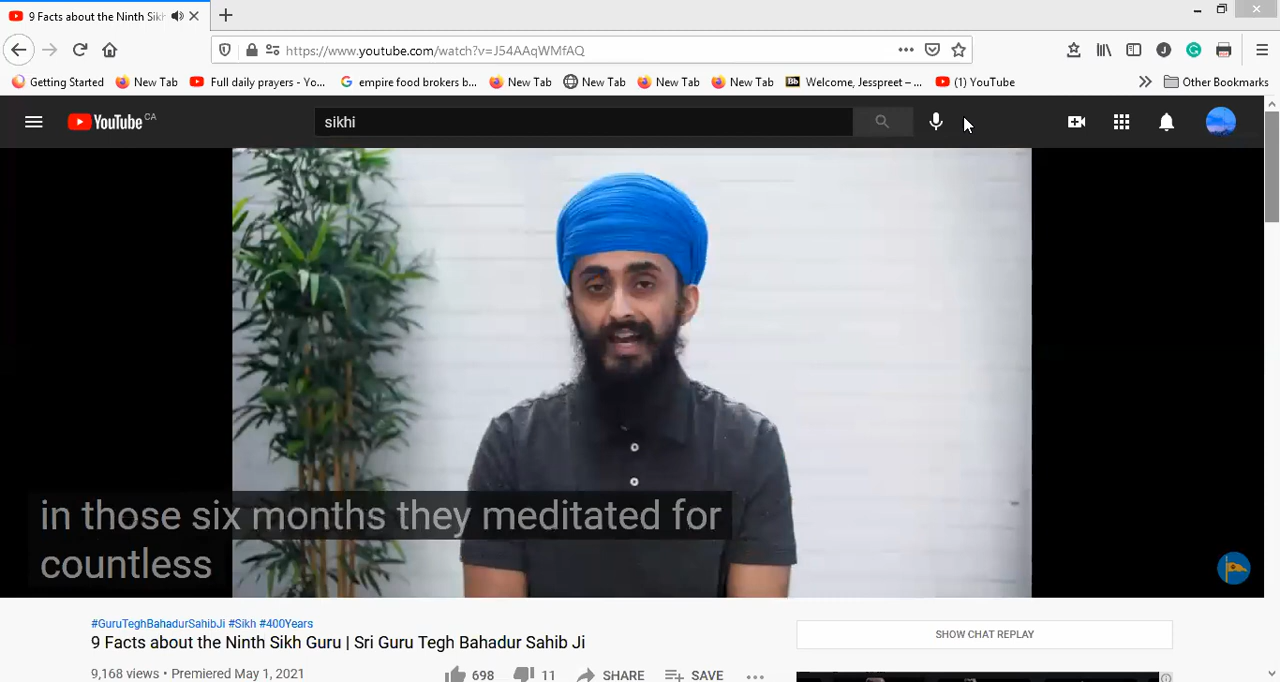 9 Facts about the Ninth Sikh
https://www.youtube.com/watch?v=J54AAqWMfAQ
Getting Started New Tab Full daily prayers - Yo... empire food brokers b... New Tab New Tab New Tab New Tab Bb Welcome, Jesspreet – ... (1) YouTube Other Bookmarks
YouTube CA sikhi
in those six months they meditated for
countless
#GuruTeghBahadurSahibJi #Sikh #400Years
9 Facts about the Ninth Sikh Guru | Sri Guru Tegh Bahadur Sahib Ji
SHOW CHAT REPLAY
9,168 views • Premiered May 1, 2021 698 11 SHARE SAVE